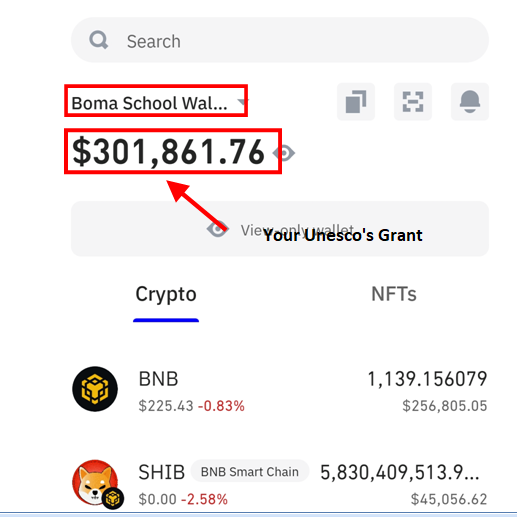 Search
Boma School Wal...
$301,861.76
View-only wallet
Your Unesco's Grant
Crypto NFTs
BNB 1,139.156079
$225.43 -0.83% $256,805.05
SHIB BNB Smart Chain 5,830,409,513.9...
$0.00 -2.58% $45,056.62